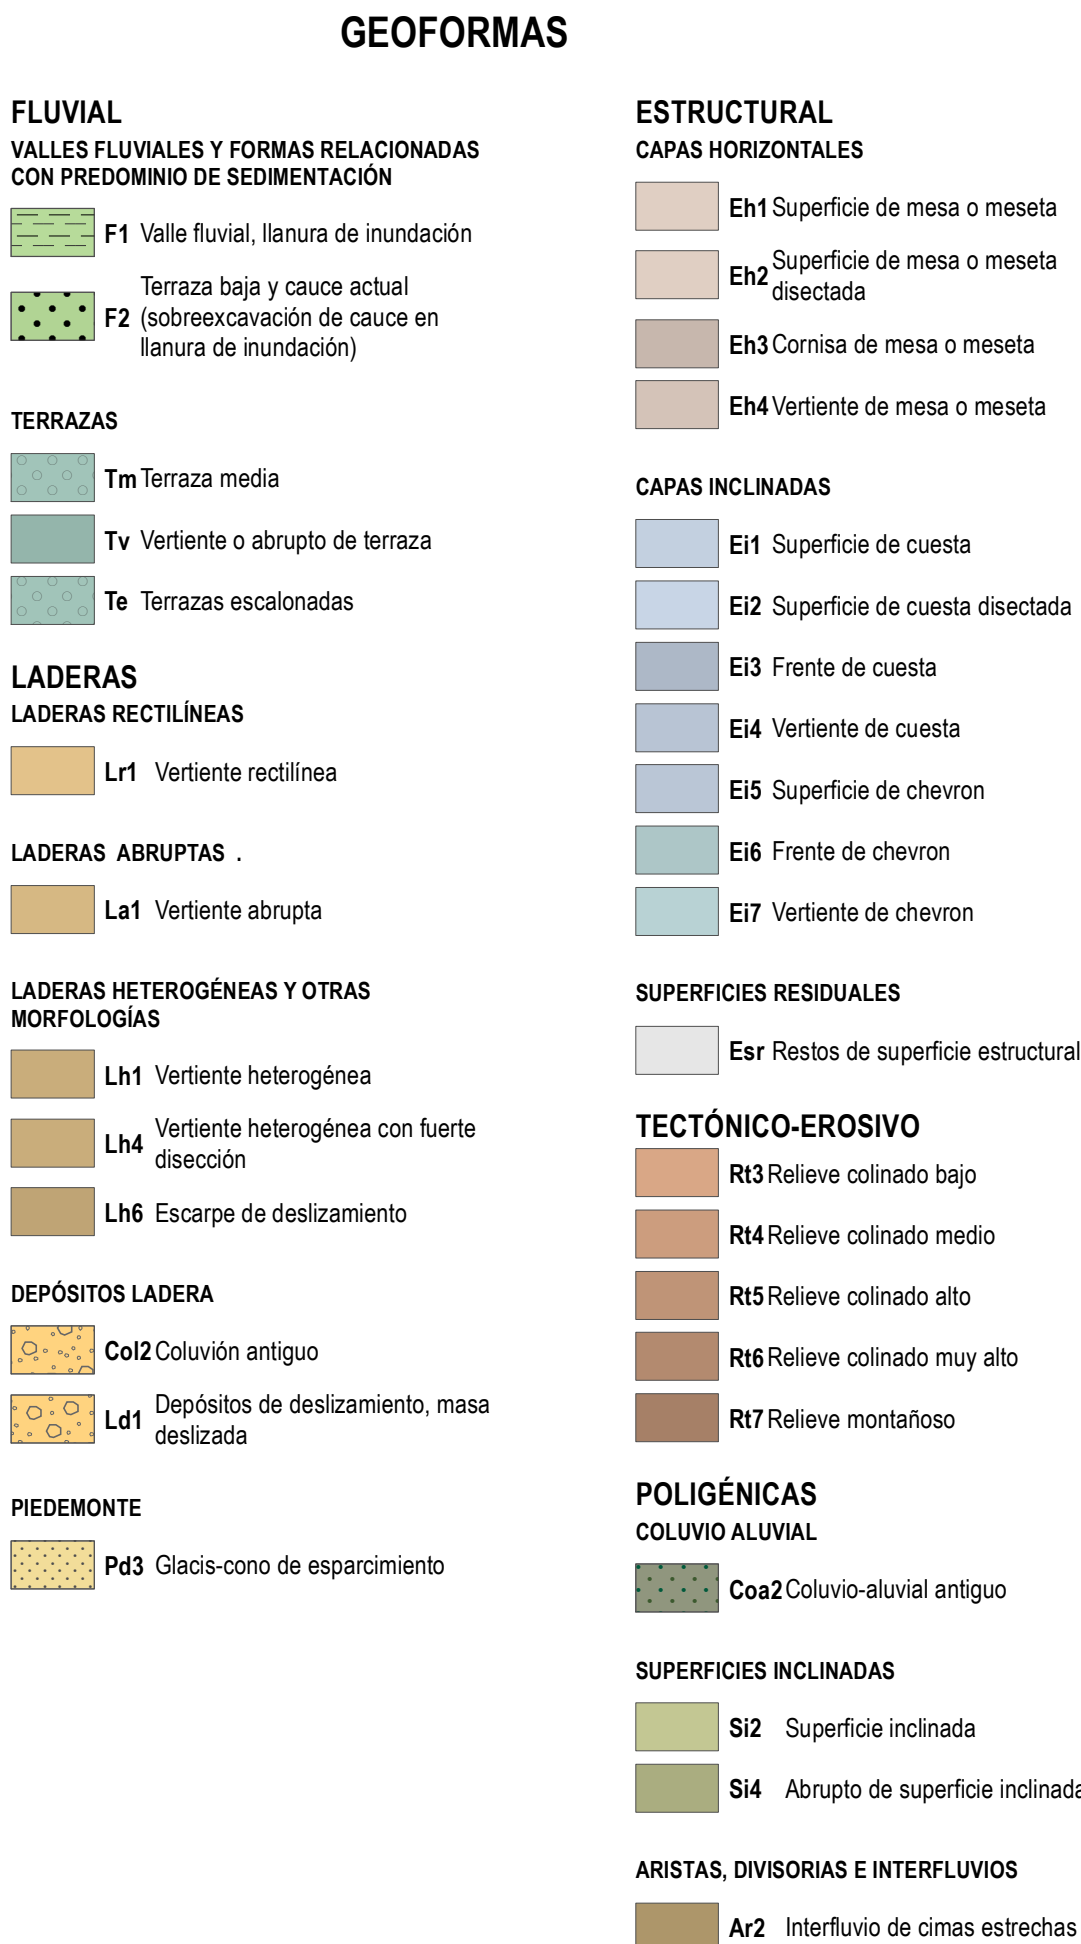 GEOFORMAS
FLUVIAL
VALLES FLUVIALES Y FORMAS RELACIONADAS
CON PREDOMINIO DE SEDIMENTACIÓN
F1 Valle fluvial, llanura de inundación
F2 Terraza baja y cauce actual
(sobreexcavación de cauce en
llanura de inundación)
TERRAZAS
Tm Terraza media
Tv Vertiente o abrupto de terraza
Te Terrazas escalonadas
LADERAS
LADERAS RECTILÍNEAS
Lr1 Vertiente rectilínea
LADERAS ABRUPTAS .
La1 Vertiente abrupta
LADERAS HETEROGÉNEAS Y OTRAS
MORFOLOGÍAS
Lh1 Vertiente heterogénea
Lh4 Vertiente heterogénea con fuerte
disección
Lh6 Escarpe de deslizamiento
DEPÓSITOS LADERA
Col2 Coluvión antiguo
Ld1 Depósitos de deslizamiento, masa
deslizada
PIEDEMONTE
Pd3 Glacis-cono de esparcimiento
ESTRUCTURAL
CAPAS HORIZONTALES
Eh1 Superficie de mesa o meseta
Eh2 Superficie de mesa o meseta
disectada
Eh3 Cornisa de mesa o meseta
Eh4 Vertiente de mesa o meseta
CAPAS INCLINADAS
Ei1 Superficie de cuesta
Ei2 Superficie de cuesta disectada
Ei3 Frente de cuesta
Ei4 Vertiente de cuesta
Ei5 Superficie de chevron
Ei6 Frente de chevron
Ei7 Vertiente de chevron
SUPERFICIES RESIDUALES
Esr Restos de superficie estructural
TECTÓNICO-EROSIVO
Rt3 Relieve colinado bajo
Rt4 Relieve colinado medio
Rt5 Relieve colinado alto
Rt6 Relieve colinado muy alto
Rt7 Relieve montañoso
POLIGÉNICAS
COLUVIO ALUVIAL
Coa2 Coluvio-aluvial antiguo
SUPERFICIES INCLINADAS
Si2 Superficie inclinada
Si4 Abrupto de superficie inclinada
ARISTAS, DIVISORIAS E INTERFLUVIOS
Ar2 Interfluvio de cimas estrechas